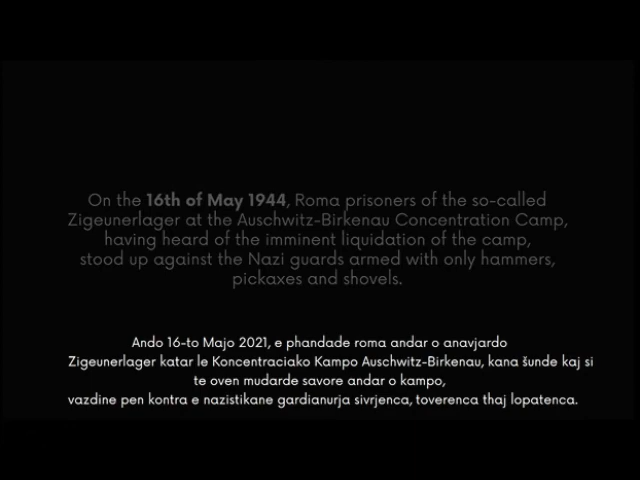 On the 16th of May 1944, Roma prisoners of the so-called
Zigeunerlager at the Auschwitz-Birkenau Concentration Camp,
having heard of the imminent liquidation of the camp,
stood up against the Nazi guards armed with only hammers,
pickaxes and shovels.
Ando 16-to Majo 2021, e phandade roma andar o anavjardo
Zigeunerlager katar le Koncentraciako Kampo Auschwitz-Birkenau, kana šunde kaj si
te oven mudarde savore andar o kampo,
vazdine pen kontra e nazistikane gardianurja sivrjenca, toverenca thaj lopatenca.